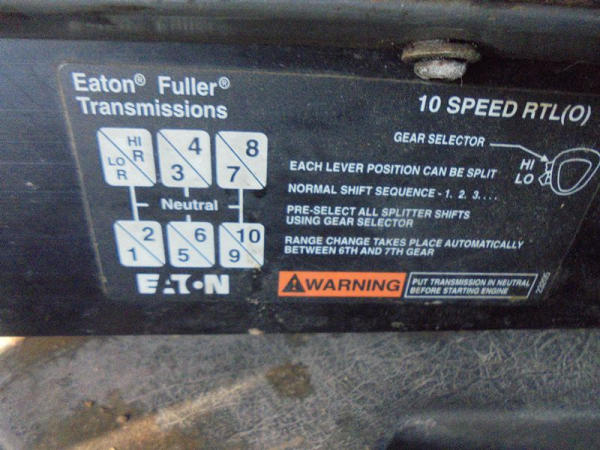 Eaton® Fuller®
Transmissions
10 SPEED RTL(O)
GEAR SELECTOR
HI
LO
HI
R
LO
R
4
3
8
7
Neutral
2
1
6
5
10
9
EACH LEVER POSITION CAN BE SPLIT
NORMAL SHIFT SEQUENCE - 1. 2. 3. . . .
PRE-SELECT ALL SPLITTER SHIFTS
USING GEAR SELECTOR
RANGE CHANGE TAKES PLACE AUTOMATICALLY
BETWEEN 6TH AND 7TH GEAR
EATON
WARNING
PUT TRANSMISSION IN NEUTRAL
BEFORE STARTING ENGINE